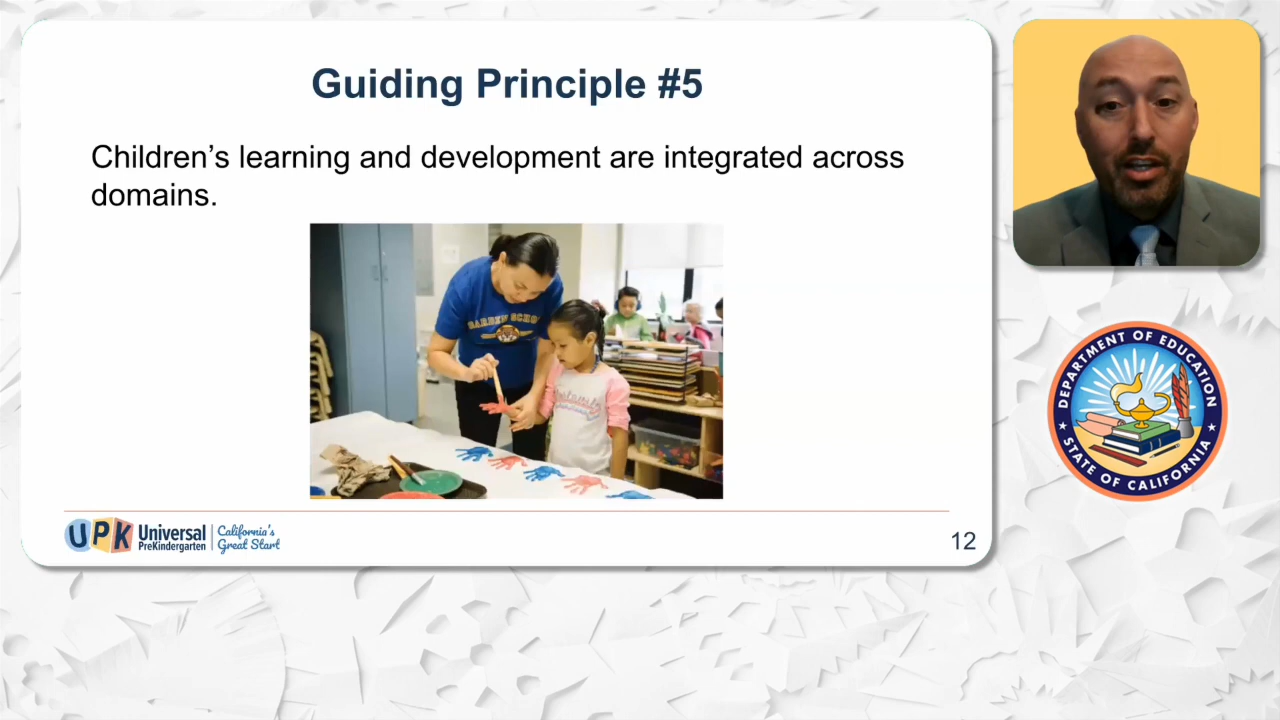 Guiding Principle #5
Children’s learning and development are integrated across
domains.
UPK Universal
PreKindergarten
California's
Great Start
12
DEPARTMENT OF EDUCATION
STATE OF CALIFORNIA